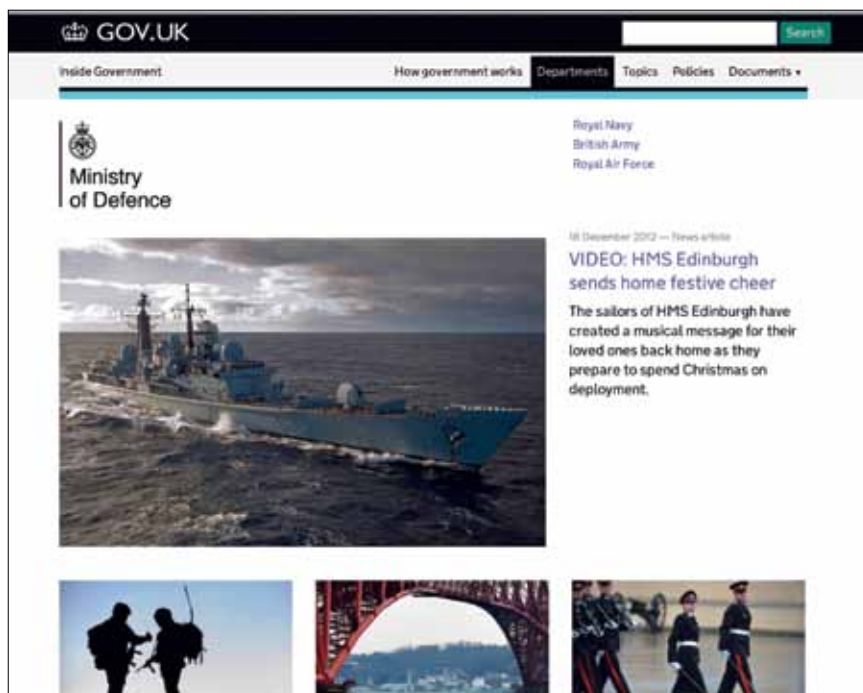 GOV.UK
Search
Inside Government
How government works Departments Topics Policies Documents
Royal Navy
British Army
Royal Air Force
Ministry
of Defence
18 December 2012 — News article
VIDEO: HMS Edinburgh
sends home festive cheer
The sailors of HMS Edinburgh have
created a musical message for their
loved ones back home as they
prepare to spend Christmas on
deployment.